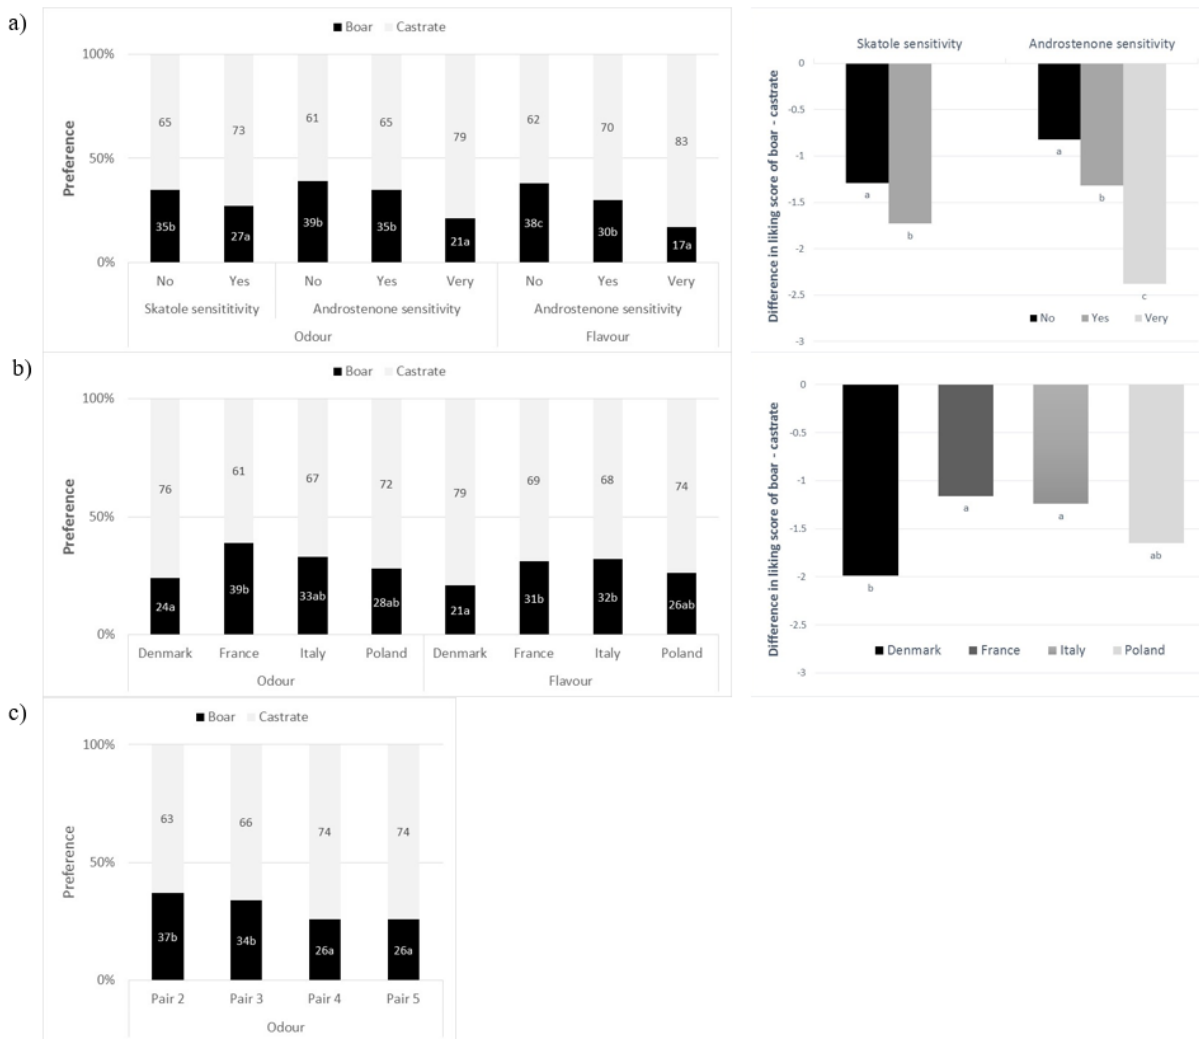 a)
Boar Castrate
Preference
100%
50%
0%
65 73 61 65 79 62 70 83
35b 27a 39b 35b 21a 38c 30b 17a
No Yes No Yes Very No Yes Very
Skatole sensititivity Androstenone sensitivity Androstenone sensitivity
Odour Flavour
Skatole sensitivity Androstenone sensitivity
Difference in liking score of boar - castrate
0
-0.5
-1
-1.5
-2
-2.5
-3
a b a b c
No Yes Very
b)
Boar Castrate
Preference
100%
50%
0%
76 61 67 72 79 69 68 74
24a 39b 33ab 28ab 21a 31b 32b 26ab
Denmark France Italy Poland Denmark France Italy Poland
Odour Flavour
Difference in liking score of boar - castrate
0
-0.5
-1
-1.5
-2
-2.5
-3
b a a ab
Denmark France Italy Poland
c)
Boar Castrate
Preference
100%
50%
0%
63 66 74 74
37b 34b 26a 26a
Pair 2 Pair 3 Pair 4 Pair 5
Odour